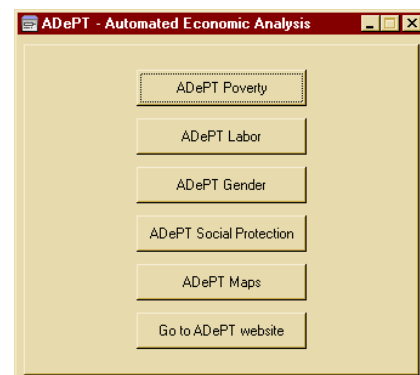 ADePT - Automated Economic Analysis
ADePT Poverty
ADePT Labor
ADePT Gender
ADePT Social Protection
ADePT Maps
Go to ADePT website